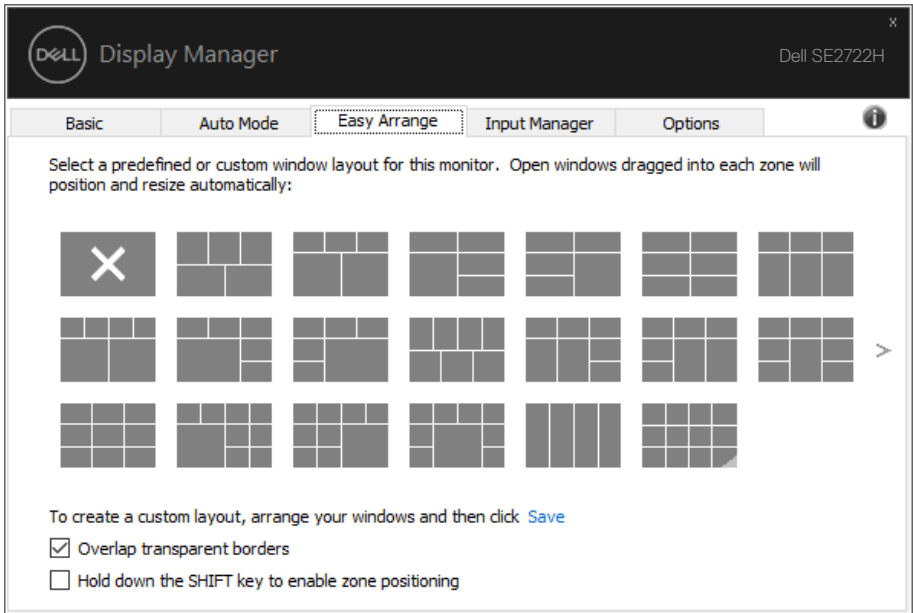 x
DELL Display Manager
Dell SE2722H
Basic Auto Mode Easy Arrange Input Manager Options
Select a predefined or custom window layout for this monitor. Open windows dragged into each zone will
position and resize automatically:
>
To create a custom layout, arrange your windows and then click Save
Overlap transparent borders
Hold down the SHIFT key to enable zone positioning